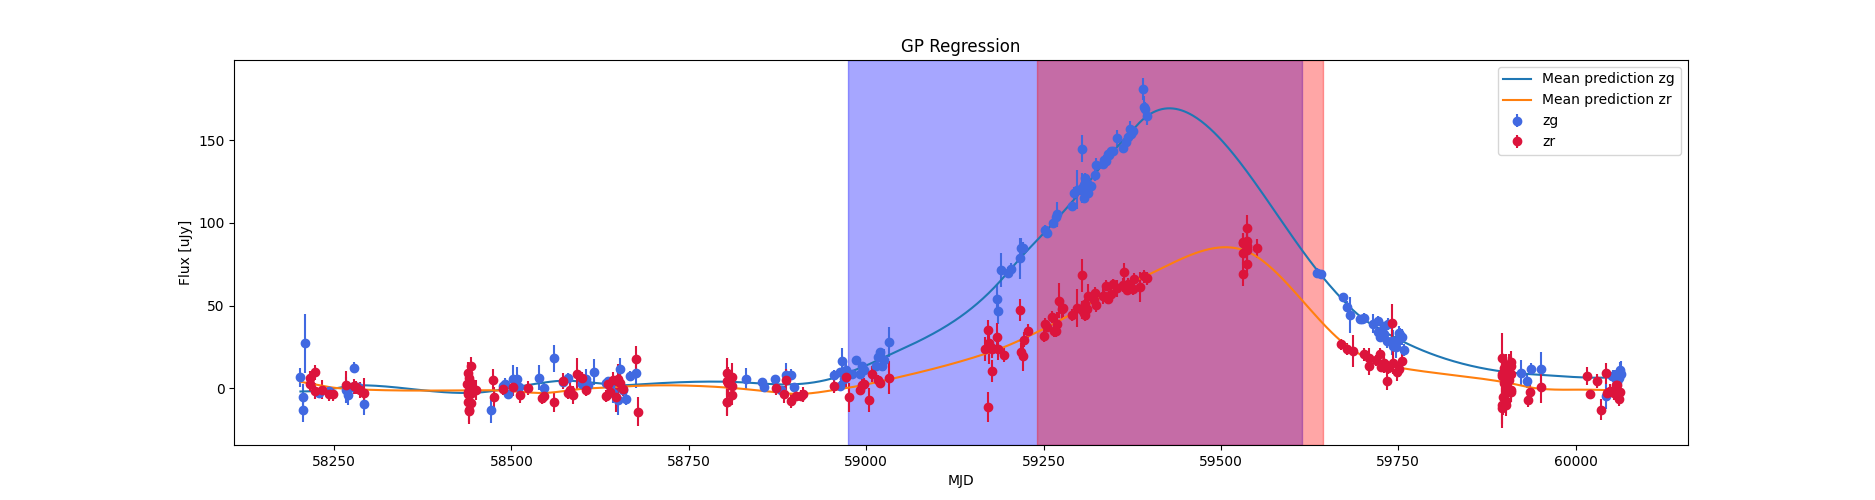 GP Regression
Mean prediction zg
Mean prediction zr
zg
zr
Flux [uJy]
150
100
50
0
58250
58500
58750
59000
59250
59500
59750
60000
MJD